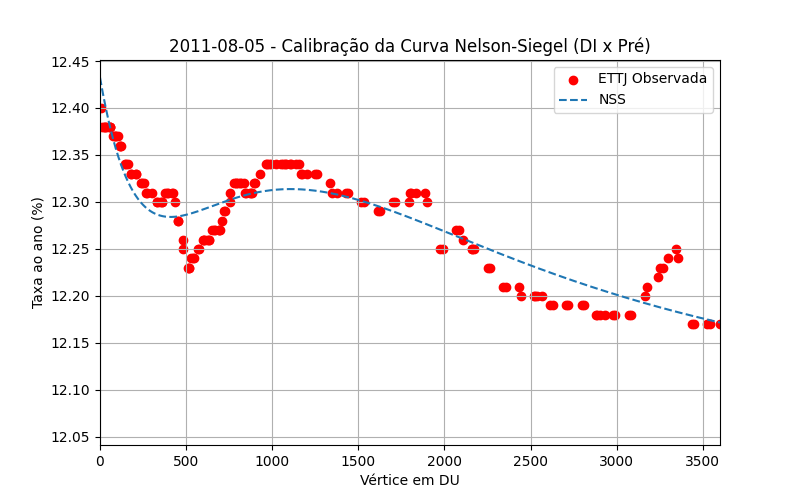 2011-08-05 - Calibração da Curva Nelson-Siegel (DI x Pré)
ETTJ Observada
NSS
Taxa ao ano (%)
12.45
12.40
12.35
12.30
12.25
12.20
12.15
12.10
12.05
0 500 1000 1500 2000 2500 3000 3500
Vértice em DU